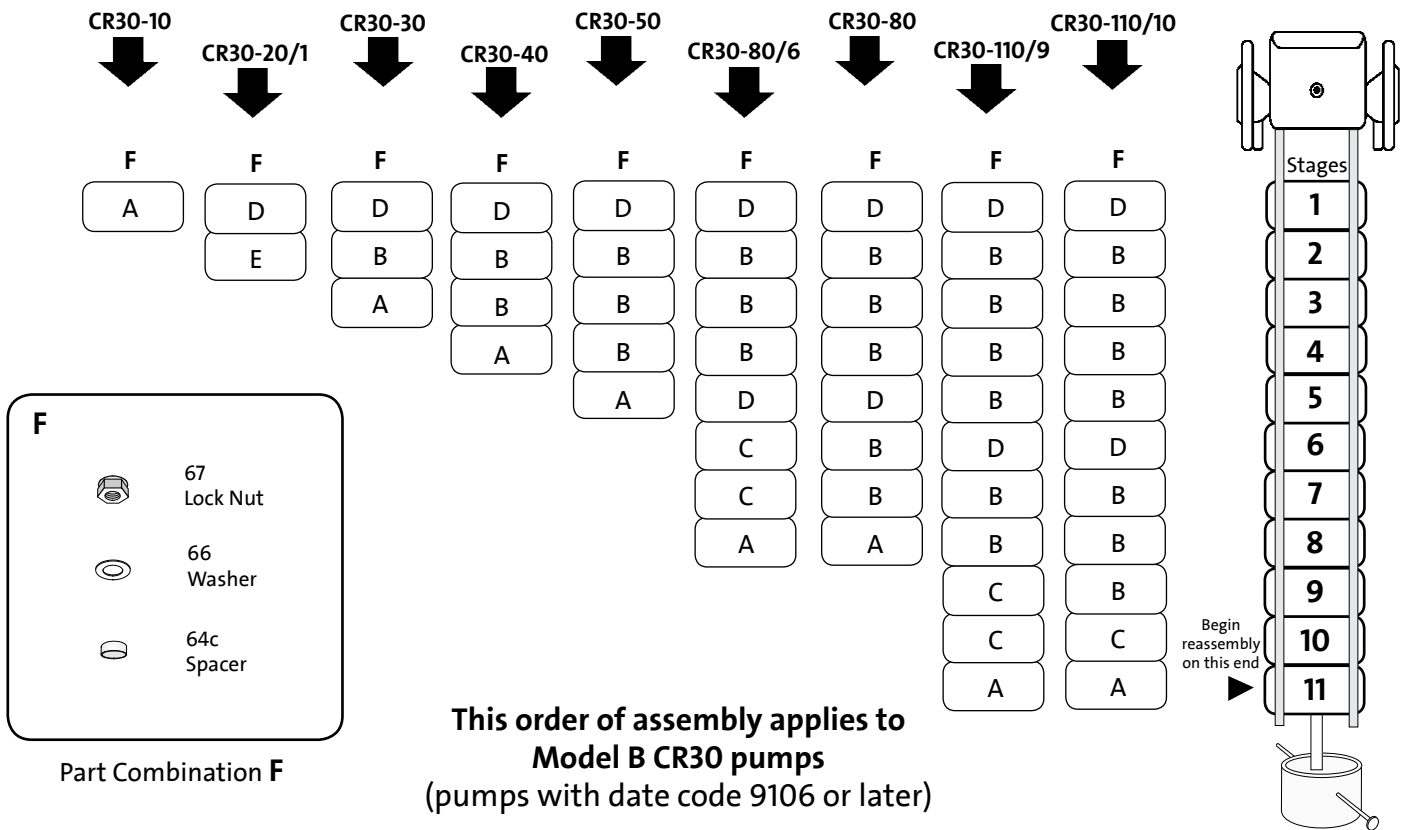 CR30-10
CR30-20/1
CR30-30
CR30-40
CR30-50
CR30-80/6
CR30-80
CR30-110/9
CR30-110/10
F
A
F
D
E
F
D
B
A
F
D
B
B
A
F
D
B
B
B
A
F
D
B
B
B
D
C
C
A
F
D
B
B
B
D
B
B
A
F
D
B
B
B
B
D
B
B
C
C
A
F
D
B
B
B
B
D
B
B
B
C
A
Stages
1
2
3
4
5
6
7
8
9
10
11
Begin
reassembly
on this end
F
67
Lock Nut
66
Washer
64c
Spacer
Part Combination F
This order of assembly applies to
Model B CR30 pumps
(pumps with date code 9106 or later)